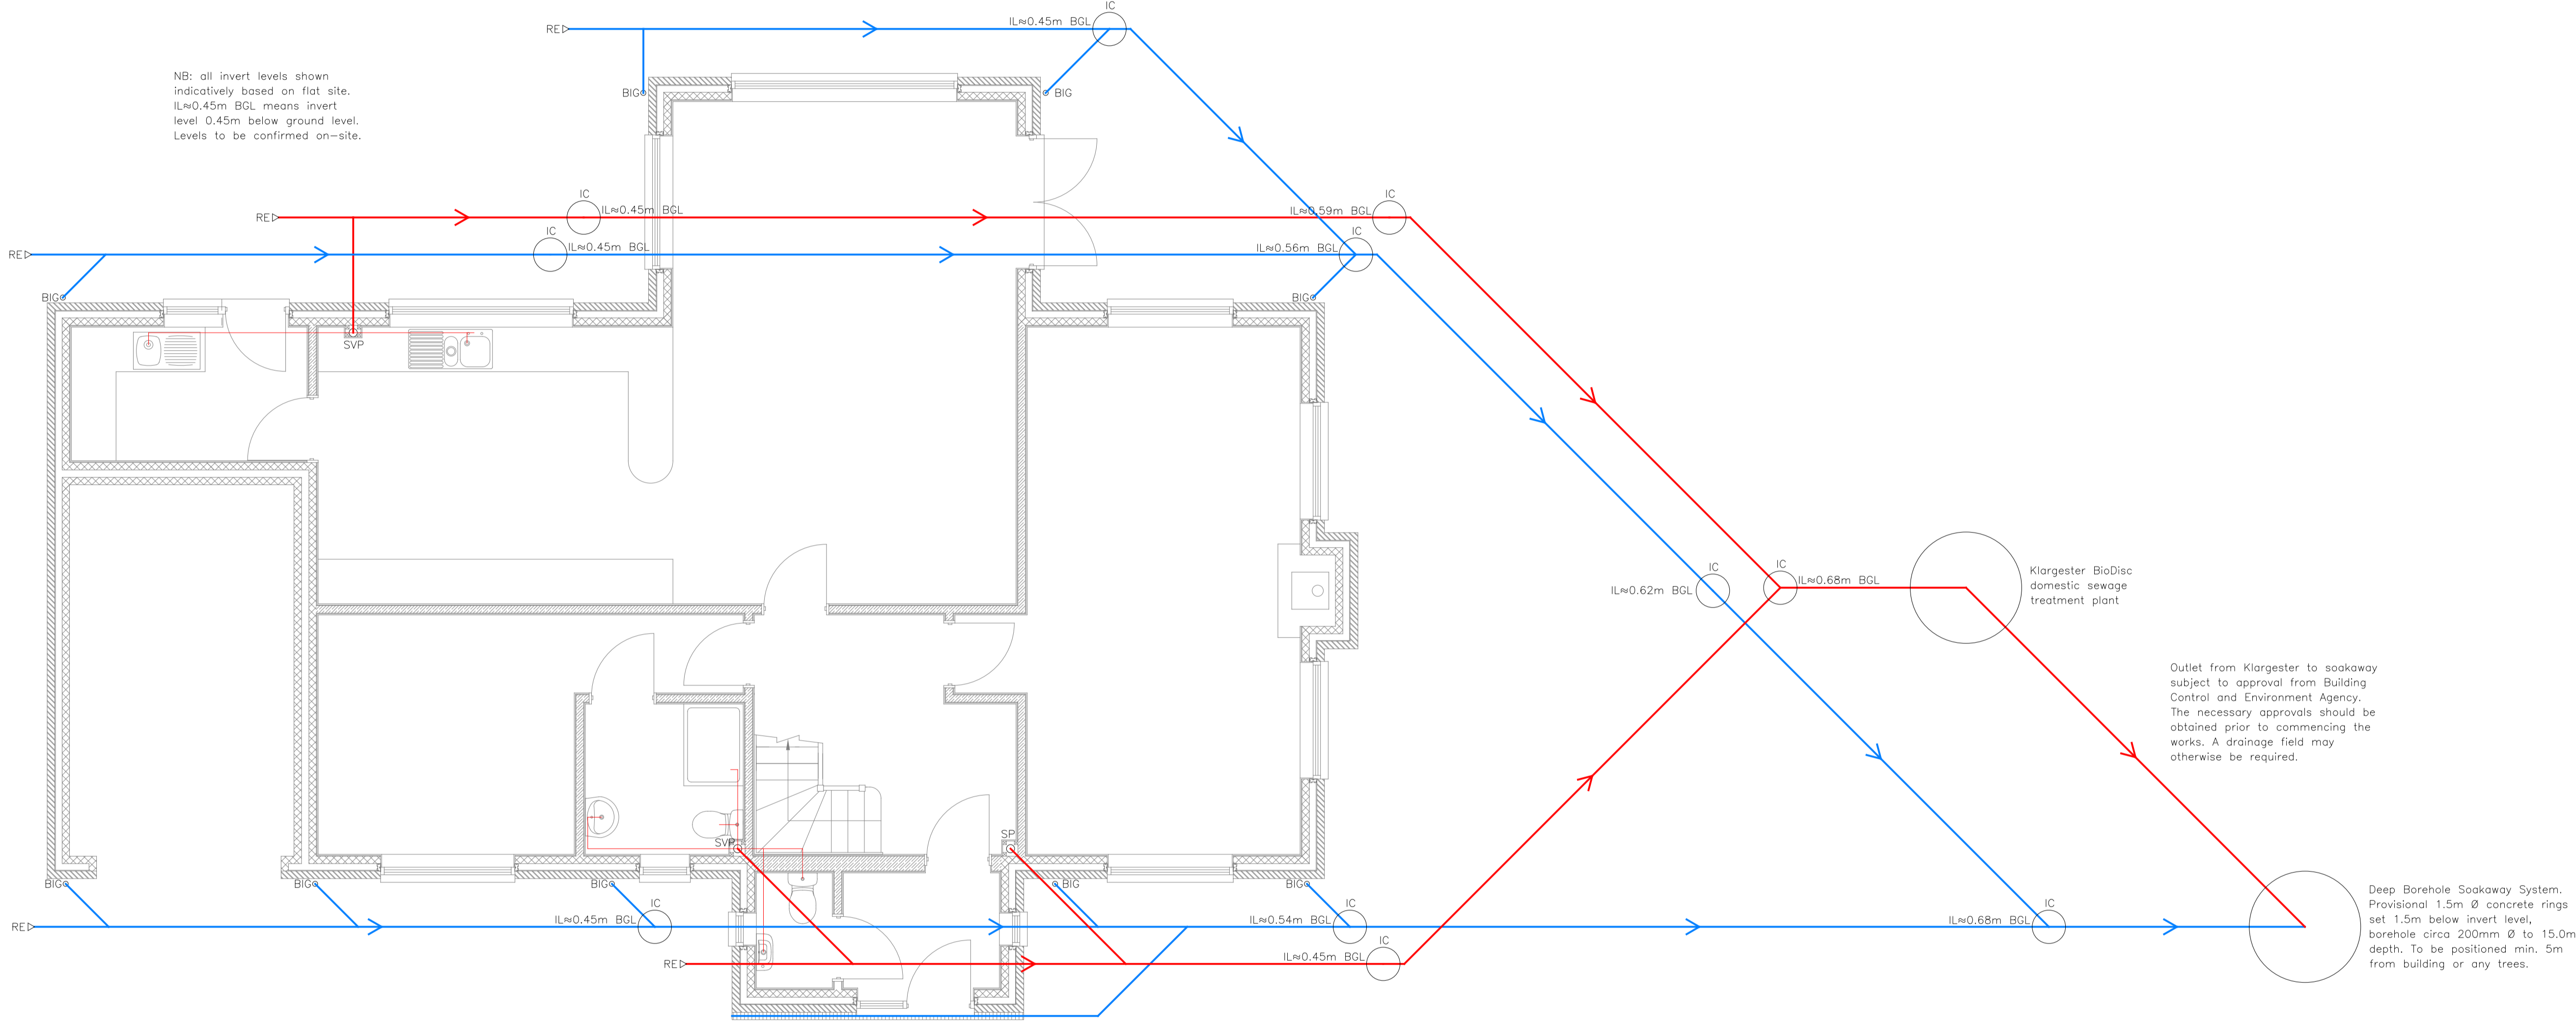 IC
IL≈0.45m BGL
RE
NB: all invert levels shown
indicatively based on flat site.
IL≈0.45m BGL means invert
level 0.45m below ground level.
Levels to be confirmed on-site.
BIG
BIG
IC
IC
RE
IL≈0.45m BGL
IL≈0.59m BGL
IC
IC
RE
IL≈0.45m BGL
IL≈0.56m BGL
BIG
BIG
SVP
IC
IC
IL≈0.62m BGL
IL≈0.68m BGL
Klargester BioDisc
domestic sewage
treatment plant
Outlet from Klargester to soakaway
subject to approval from Building
Control and Environment Agency.
The necessary approvals should be
obtained prior to commencing the
works. A drainage field may
otherwise be required.
SVP
SP
BIG
BIG
BIG
BIG
BIG
IC
IC
IC
RE
IL≈0.45m BGL
IL≈0.54m BGL
IL≈0.68m BGL
Deep Borehole Soakaway System.
Provisional 1.5m Ø concrete rings
set 1.5m below invert level,
borehole circa 200mm Ø to 15.0m
depth. To be positioned min. 5m
from building or any trees.
IC
RE
IL≈0.45m BGL